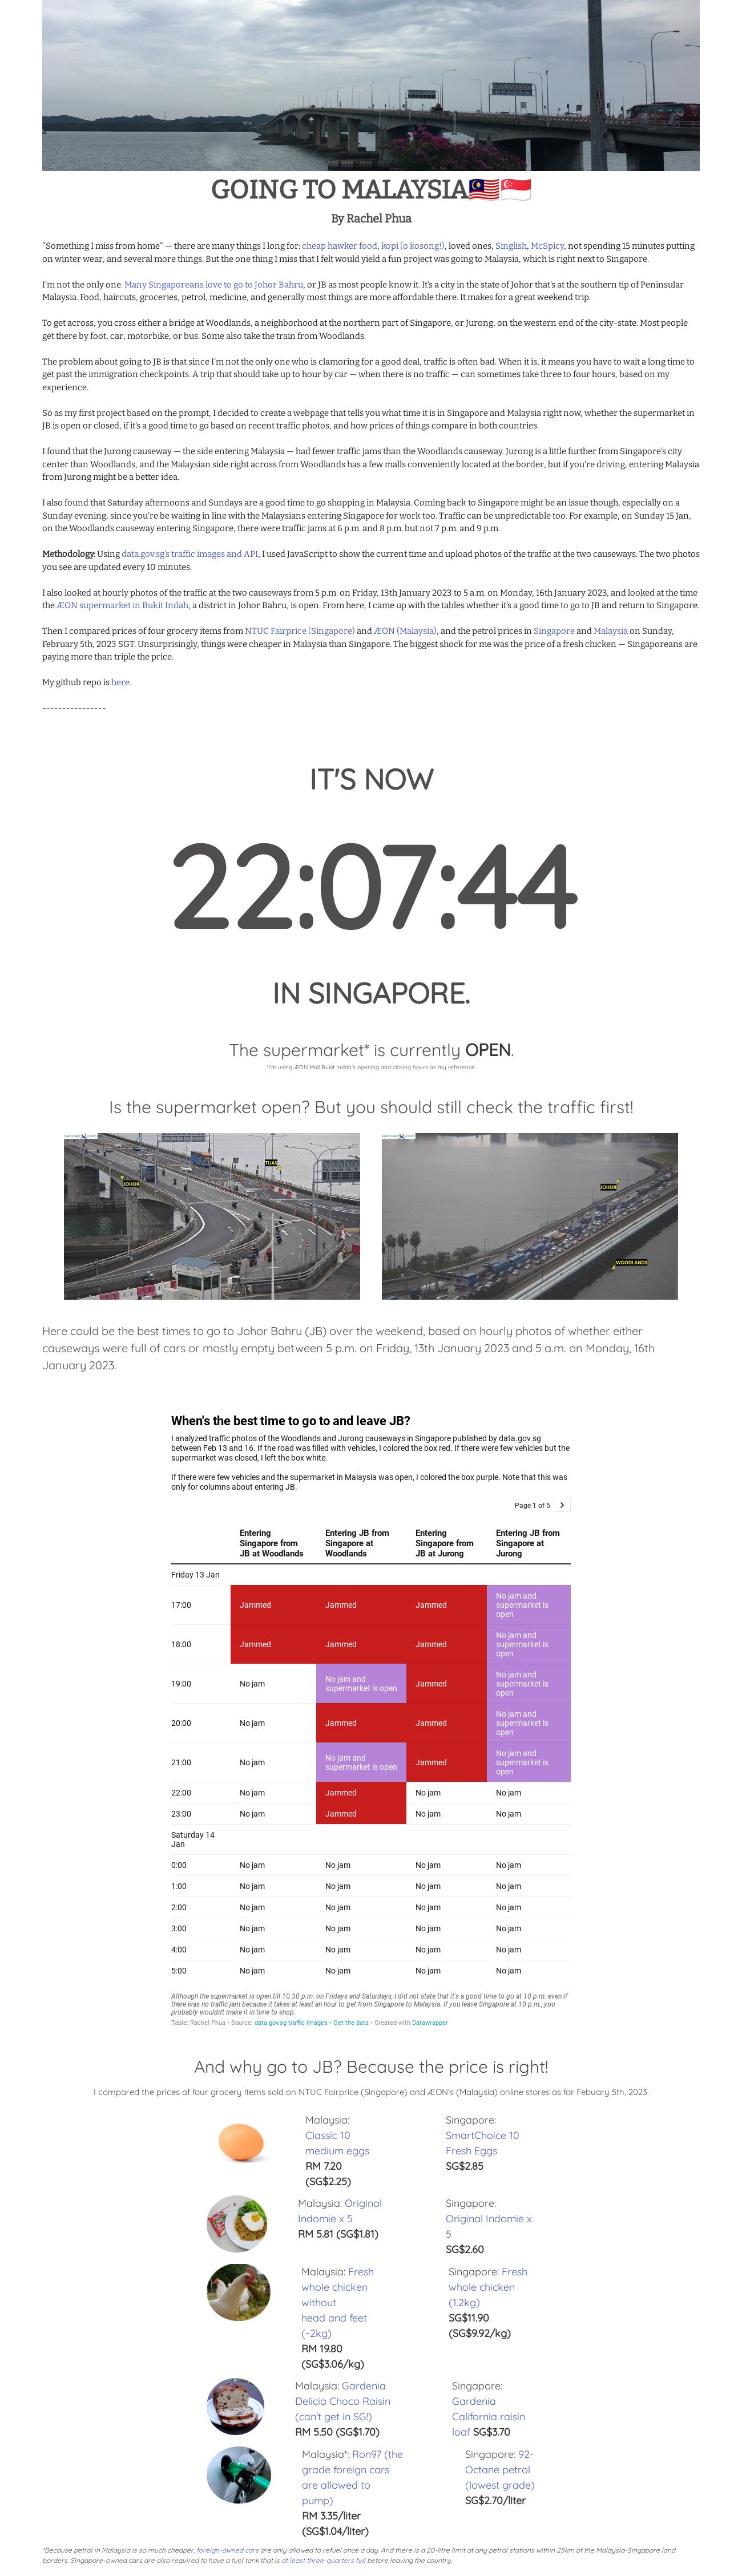 GOING TO MALAYSIA🇲🇾🇸🇬
By Rachel Phua
"Something I miss from home" — there are many things I long for: cheap hawker food, kopi (o kosong!), loved ones, Singlish, McSpicy, not spending 15 minutes putting
on winter wear, and several more things. But the one thing I miss that I felt would yield a fun project was going to Malaysia, which is right next to Singapore.
I'm not the only one. Many Singaporeans love to go to Johor Bahru, or JB as most people know it. It's a city in the state of Johor that's at the southern tip of Peninsular
Malaysia. Food, haircuts, groceries, petrol, medicine, and generally most things are more affordable there. It makes for a great weekend trip.
To get across, you cross either a bridge at Woodlands, a neighborhood at the northern part of Singapore, or Jurong, on the western end of the city-state. Most people
get there by foot, car, motorbike, or bus. Some also take the train from Woodlands.
The problem about going to JB is that since I'm not the only one who is clamoring for a good deal, traffic is often bad. When it is, it means you have to wait a long time to
get past the immigration checkpoints. A trip that should take up to hour by car — when there is no traffic — can sometimes take three to four hours, based on my
experience.
So as my first project based on the prompt, I decided to create a webpage that tells you what time it is in Singapore and Malaysia right now, whether the supermarket in
JB is open or closed, if it's a good time to go based on recent traffic photos, and how prices of things compare in both countries.
I found that the Jurong causeway — the side entering Malaysia — had fewer traffic jams than the Woodlands causeway. Jurong is a little further from Singapore's city
center than Woodlands, and the Malaysian side right across from Woodlands has a few malls conveniently located at the border, but if you're driving, entering Malaysia
from Jurong might be a better idea.
I also found that Saturday afternoons and Sundays are a good time to go shopping in Malaysia. Coming back to Singapore might be an issue though, especially on a
Sunday evening, since you're be waiting in line with the Malaysians entering Singapore for work too. Traffic can be unpredictable too. For example, on Sunday 15 Jan,
on the Woodlands causeway entering Singapore, there were traffic jams at 6 p.m. and 8 p.m. but not 7 p.m. and 9 p.m.
Methodology: Using data.gov.sg's traffic images and API, I used JavaScript to show the current time and upload photos of the traffic at the two causeways. The two photos
you see are updated every 10 minutes.
I also looked at hourly photos of the traffic at the two causeways from 5 p.m. on Friday, 13th January 2023 to 5 a.m. on Monday, 16th January 2023, and looked at the time
the ÆON supermarket in Bukit Indah, a district in Johor Bahru, is open. From here, I came up with the tables whether it's a good time to go to JB and return to Singapore.
Then I compared prices of four grocery items from NTUC Fairprice (Singapore) and ÆON (Malaysia), and the petrol prices in Singapore and Malaysia on Sunday,
February 5th, 2023 SGT. Unsurprisingly, things were cheaper in Malaysia than Singapore. The biggest shock for me was the price of a fresh chicken — Singaporeans are
paying more than triple the price.
My github repo is here.
----------------
IT'S NOW
22:07:44
IN SINGAPORE.
The supermarket* is currently OPEN.
*I'm using ÆON Mall Bukit Indah's opening and closing hours as my reference.
Is the supermarket open? But you should still check the traffic first!
JOHOR
TUAS
JOHOR
WOODLANDS
Here could be the best times to go to Johor Bahru (JB) over the weekend, based on hourly photos of whether either
causeways were full of cars or mostly empty between 5 p.m. on Friday, 13th January 2023 and 5 a.m. on Monday, 16th
January 2023.
When's the best time to go to and leave JB?
I analyzed traffic photos of the Woodlands and Jurong causeways in Singapore published by data.gov.sg
between Feb 13 and 16. If the road was filled with vehicles, I colored the box red. If there were few vehicles but the
supermarket was closed, I left the box white.
If there were few vehicles and the supermarket in Malaysia was open, I colored the box purple. Note that this was
only for columns about entering JB.
Page 1 of 5
Entering Singapore from JB at Woodlands
Entering JB from Singapore at Woodlands
Entering Singapore from JB at Jurong
Entering JB from Singapore at Jurong
Friday 13 Jan
17:00 Jammed Jammed Jammed No jam and supermarket is open
18:00 Jammed Jammed Jammed No jam and supermarket is open
19:00 No jam No jam and supermarket is open Jammed No jam and supermarket is open
20:00 No jam Jammed Jammed No jam and supermarket is open
21:00 No jam No jam and supermarket is open Jammed No jam and supermarket is open
22:00 No jam Jammed No jam No jam
23:00 No jam Jammed No jam No jam
Saturday 14 Jan
0:00 No jam No jam No jam No jam
1:00 No jam No jam No jam No jam
2:00 No jam No jam No jam No jam
3:00 No jam No jam No jam No jam
4:00 No jam No jam No jam No jam
5:00 No jam No jam No jam No jam
Although the supermarket is open till 10:30 p.m. on Fridays and Saturdays, I did not state that it's a good time to go at 10 p.m. even if
there was no traffic jam because it takes at least an hour to get from Singapore to Malaysia. If you leave Singapore at 10 p.m., you
probably wouldn't make it in time to shop.
Table: Rachel Phua • Source: data.gov.sg traffic images • Get the data • Created with Datawrapper
And why go to JB? Because the price is right!
I compared the prices of four grocery items sold on NTUC Fairprice (Singapore) and ÆON's (Malaysia) online stores as for Febuary 5th, 2023.
Malaysia:
Classic 10
medium eggs
RM 7.20
(SG$2.25)
Singapore:
SmartChoice 10
Fresh Eggs
SG$2.85
Malaysia: Original
Indomie x 5
RM 5.81 (SG$1.81)
Singapore:
Original Indomie x
5
SG$2.60
Malaysia: Fresh
whole chicken
without
head and feet
(~2kg)
RM 19.80
(SG$3.06/kg)
Singapore: Fresh
whole chicken
(1.2kg)
SG$11.90
(SG$9.92/kg)
Malaysia: Gardenia
Delicia Choco Raisin
(can't get in SG!)
RM 5.50 (SG$1.70)
Singapore:
Gardenia
California raisin
loaf SG$3.70
Malaysia*: Ron97 (the
grade foreign cars
are allowed to
pump)
RM 3.35/liter
(SG$1.04/liter)
Singapore: 92-
Octane petrol
(lowest grade)
SG$2.70/liter
*Because petrol in Malaysia is so much cheaper, foreign-owned cars are only allowed to refuel once a day. And there is a 20-litre limit at any petrol stations within 25km of the Malaysia-Singapore land
borders. Singapore-owned cars are also required to have a fuel tank that is at least three-quarters full before leaving the country.